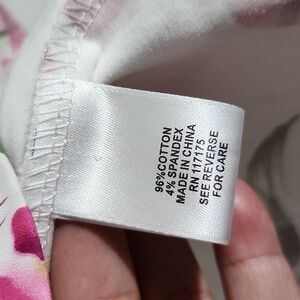 96%COTTON
4% SPANDEX
MADE IN CHINA
RN 117175
SEE REVERSE
FOR CARE